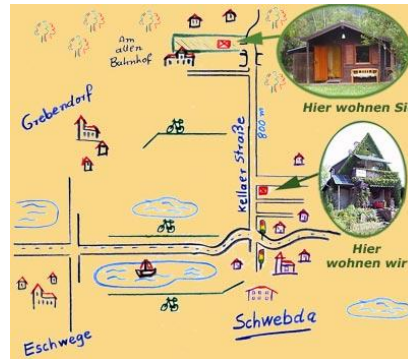 Am
alten
Bahnhof
Hier wohnen Si
Grebendorf
Kellaer Straße
800 m
Hier
wohnen wir
Eschwege
Schwebda